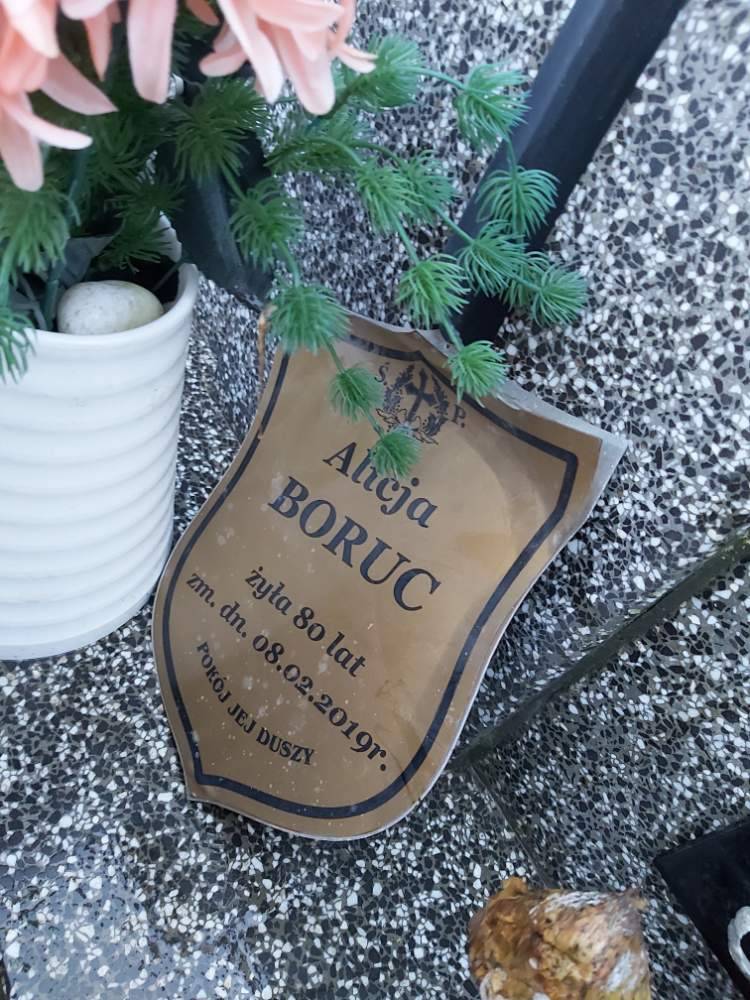 Ś. P.
Alicja
BORUC
żyła 80 lat
zm. dn. 08.02.2019r.
POKÓJ JEJ DUSZY